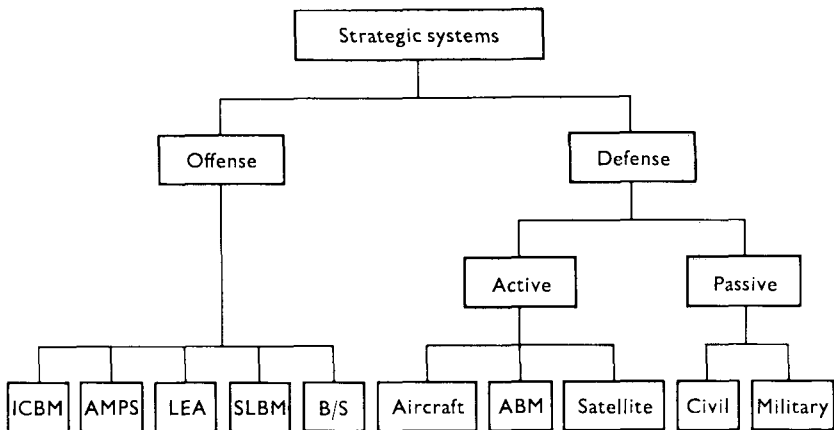 Strategic systems
Offense
Defense
Active
Passive
ICBM
AMPS
LEA
SLBM
B/S
Aircraft
ABM
Satellite
Civil
Military